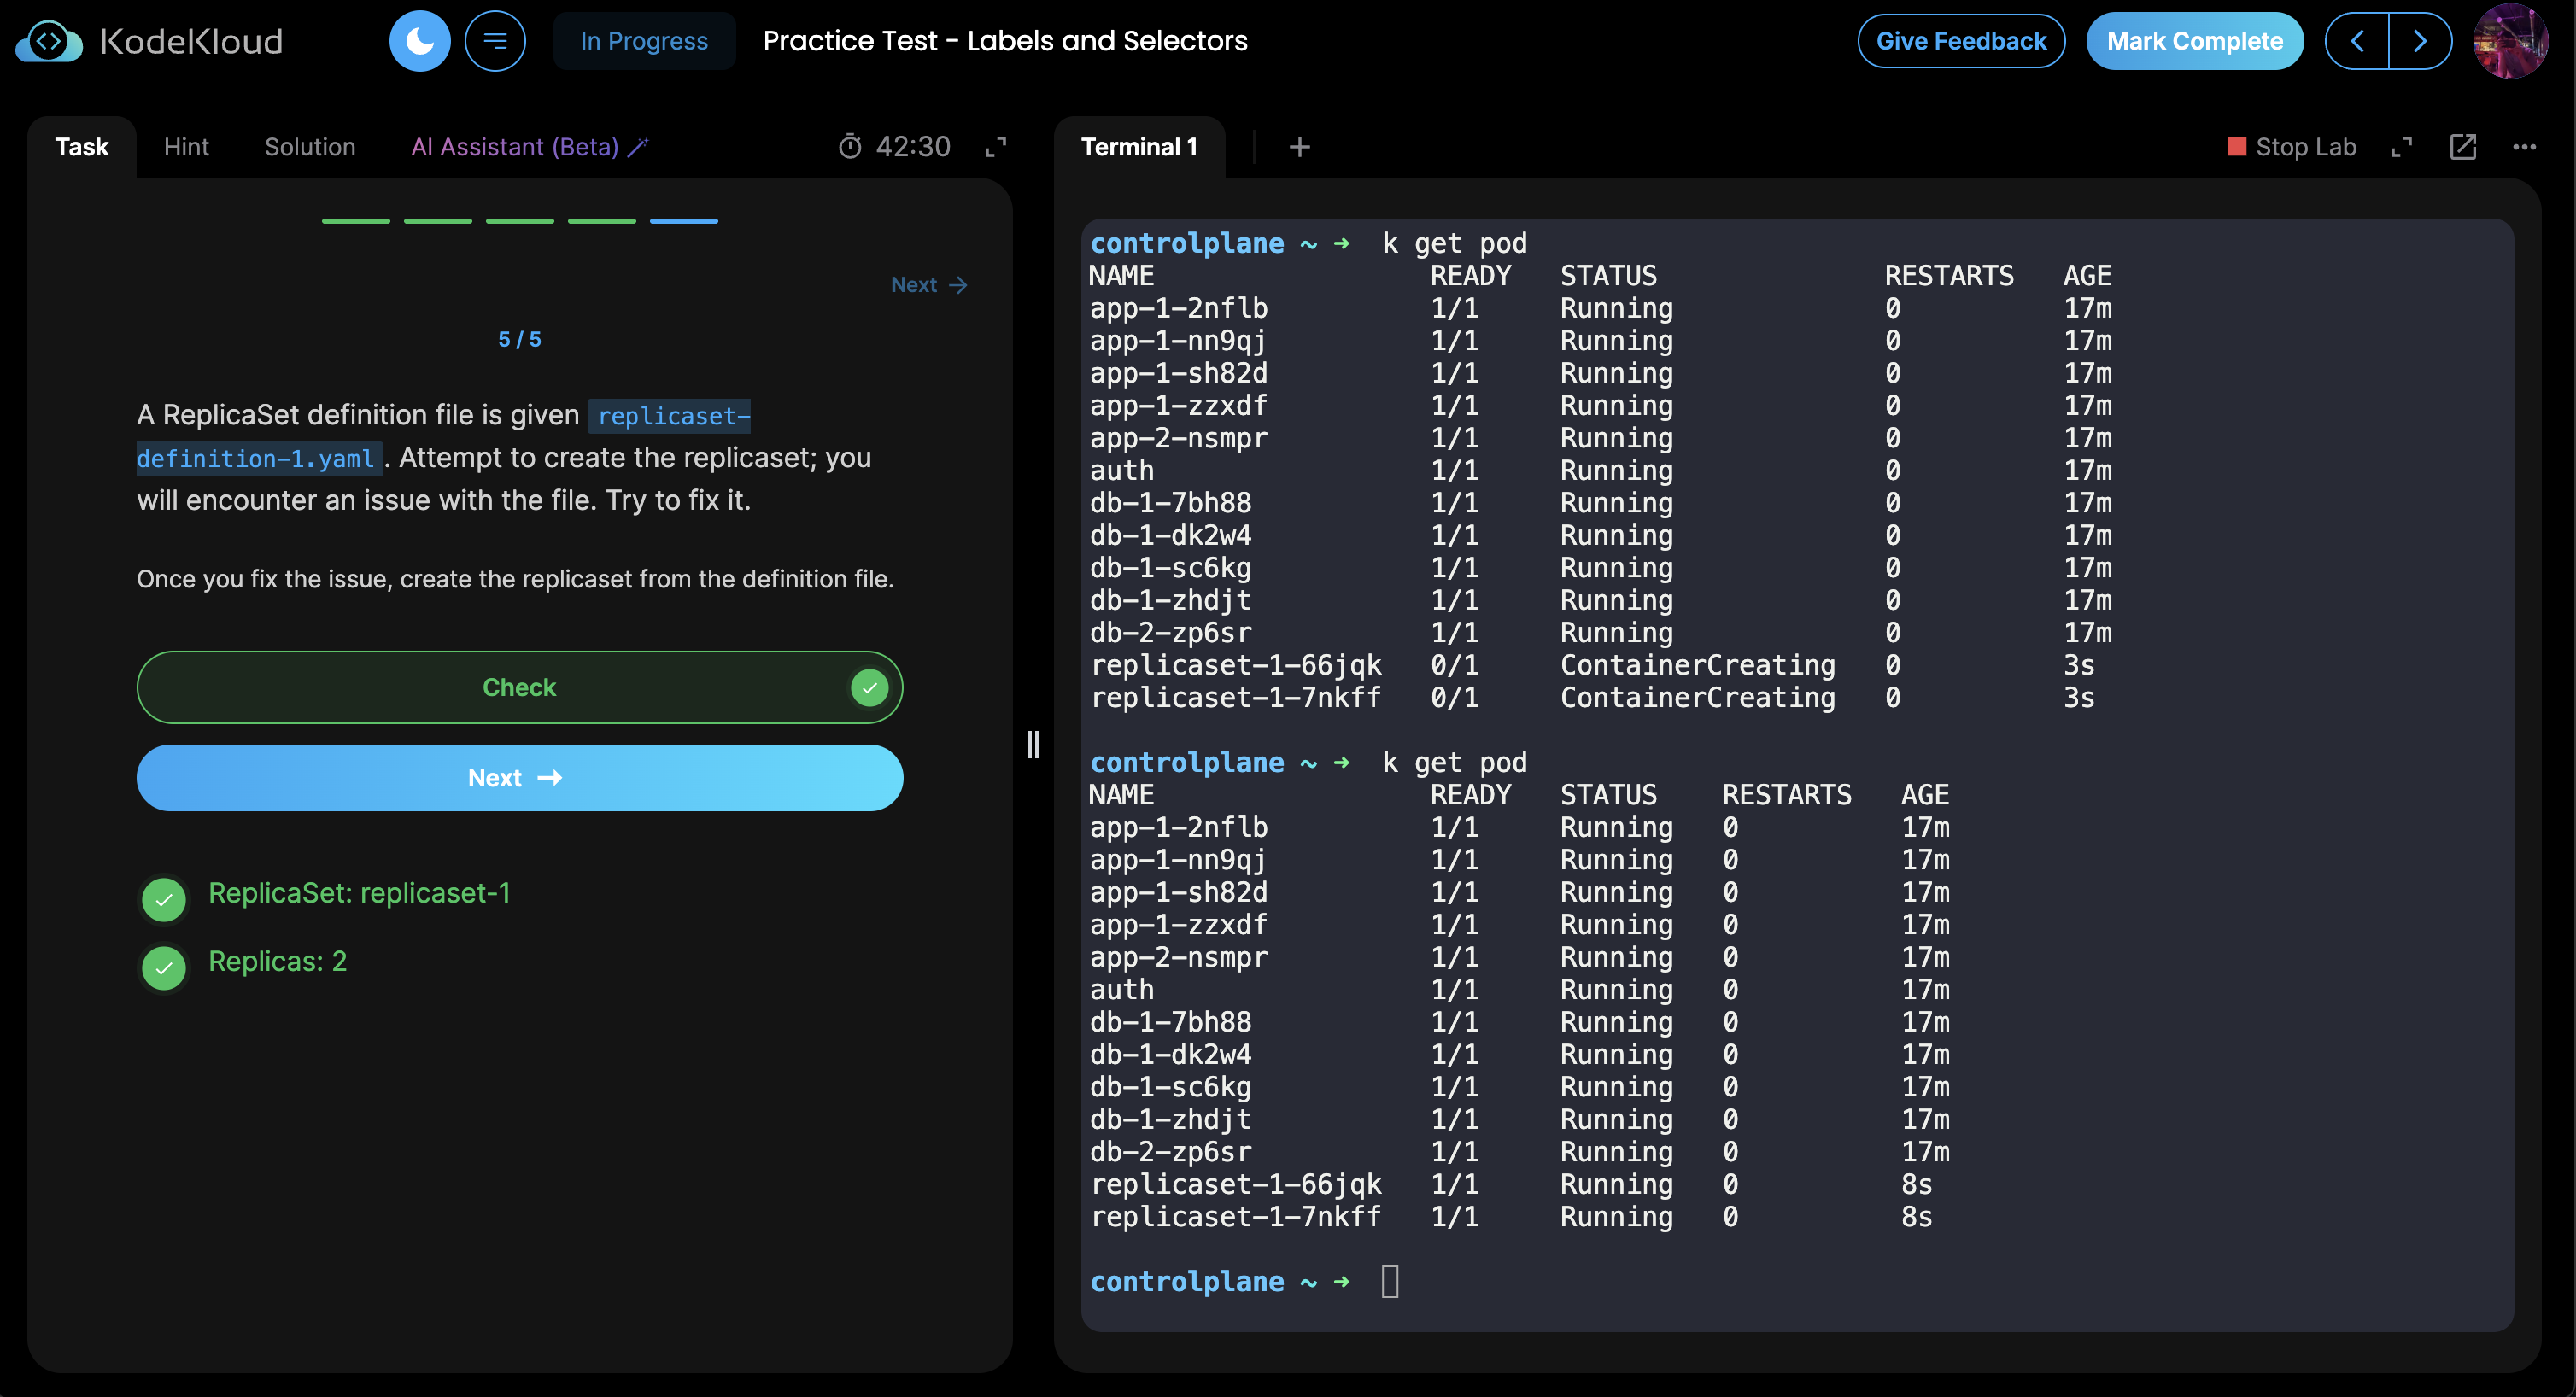 KodeKloud
In Progress
Practice Test - Labels and Selectors
Give Feedback
Mark Complete
Task
Hint
Solution
AI Assistant (Beta)
42:30
Next →
5 / 5
A ReplicaSet definition file is given replicaset-
definition-1.yaml . Attempt to create the replicaset; you
will encounter an issue with the file. Try to fix it.
Once you fix the issue, create the replicaset from the definition file.
Check
Next →
ReplicaSet: replicaset-1
Replicas: 2
Terminal 1
+
Stop Lab
controlplane ~ ➜  k get pod
NAME                 READY   STATUS              RESTARTS   AGE
app-1-2nflb          1/1     Running             0          17m
app-1-nn9qj          1/1     Running             0          17m
app-1-sh82d          1/1     Running             0          17m
app-1-zzxdf          1/1     Running             0          17m
app-2-nsmpr          1/1     Running             0          17m
auth                 1/1     Running             0          17m
db-1-7bh88           1/1     Running             0          17m
db-1-dk2w4           1/1     Running             0          17m
db-1-sc6kg           1/1     Running             0          17m
db-1-zhdjt           1/1     Running             0          17m
db-2-zp6sr           1/1     Running             0          17m
replicaset-1-66jqk   0/1     ContainerCreating   0          3s
replicaset-1-7nkff   0/1     ContainerCreating   0          3s
controlplane ~ ➜  k get pod
NAME                 READY   STATUS    RESTARTS   AGE
app-1-2nflb          1/1     Running   0          17m
app-1-nn9qj          1/1     Running   0          17m
app-1-sh82d          1/1     Running   0          17m
app-1-zzxdf          1/1     Running   0          17m
app-2-nsmpr          1/1     Running   0          17m
auth                 1/1     Running   0          17m
db-1-7bh88           1/1     Running   0          17m
db-1-dk2w4           1/1     Running   0          17m
db-1-sc6kg           1/1     Running   0          17m
db-1-zhdjt           1/1     Running   0          17m
db-2-zp6sr           1/1     Running   0          17m
replicaset-1-66jqk   1/1     Running   0          8s
replicaset-1-7nkff   1/1     Running   0          8s
controlplane ~ ➜